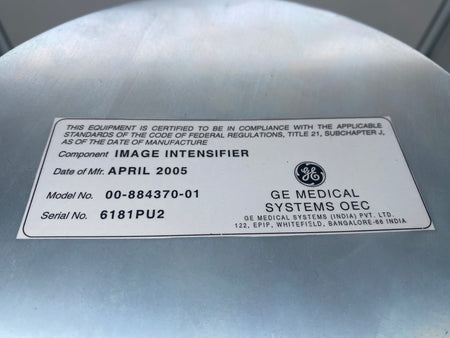 THIS EQUIPMENT IS CERTIFIED TO BE IN COMPLIANCE WITH THE APPLICABLE
STANDARDS OF THE CODE OF FEDERAL REGULATIONS, TITLE 21, SUBCHAPTER J,
AS OF THE DATE OF MANUFACTURE
Component IMAGE INTENSIFIER
Date of Mfr. APRIL 2005
Model No. 00-884370-01
Serial No. 6181PU2
GE
GE MEDICAL
SYSTEMS OEC
GE MEDICAL SYSTEMS (INDIA) PVT. LTD.
122, EPIP, WHITEFIELD, BANGALORE-66 INDIA